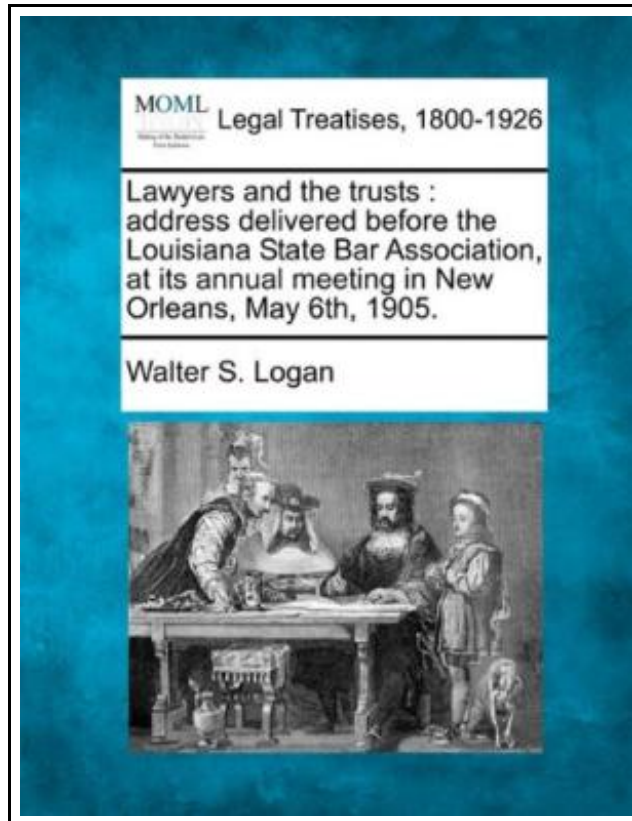 MOML
Legal Treatises, 1800-1926
Lawyers and the trusts :
address delivered before the
Louisiana State Bar Association,
at its annual meeting in New
Orleans, May 6th, 1905.
Walter S. Logan